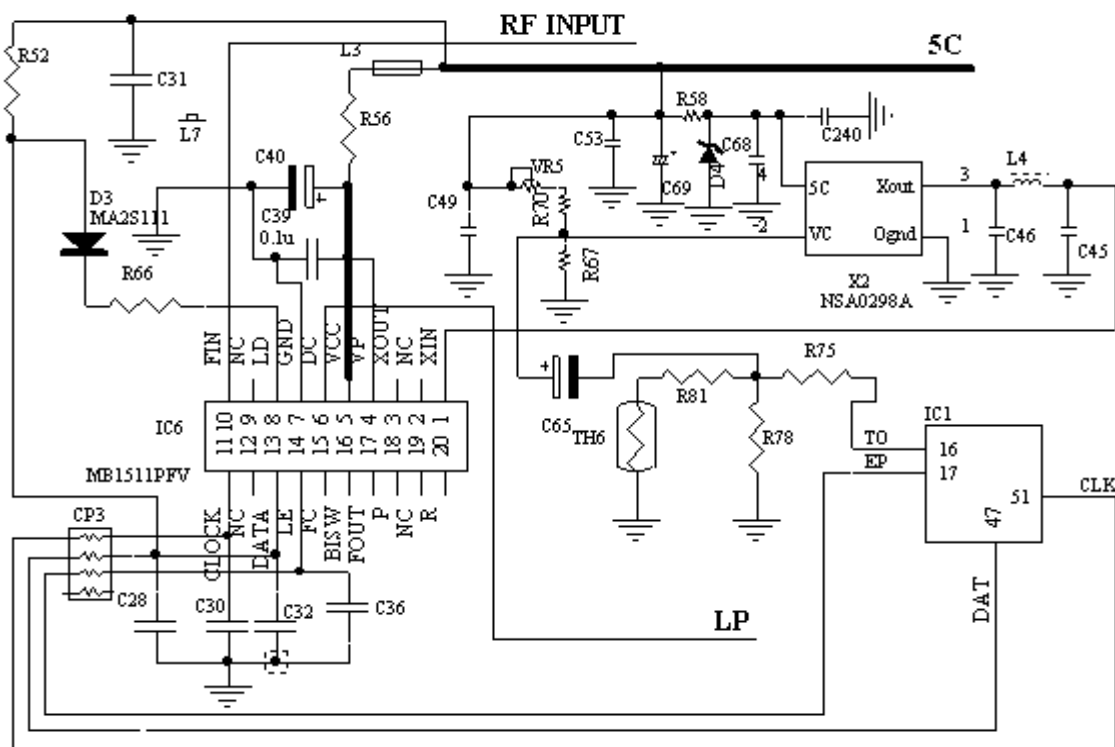 RF INPUT
5C
R52
C31
L3
L7
R56
R58
C53
C240
C40
VR5
C68
4
D4
C69
R70
C49
5C
Xout
3
L4
D3
MA2S111
C39
0.1u
2
VC
Ognd
1
C46
C45
R67
R66
X2
NSA0298A
FIN
NC
LD
GND
DC
VCC
VP
XOUT
NC
XIN
R75
R81
IC6
10 9 8 7 6 5 4 3 2 1
11 12 13 14 15 16 17 18 19 20
C65
TH6
R78
IC1
TO
16
EP
17
51
CLK
47
MB1511PFV
CP3
CLOCK
NC
DATA
LE
FC
BISW
FOUT
P
NC
R
DAT
C28
C30
C32
C36
LP